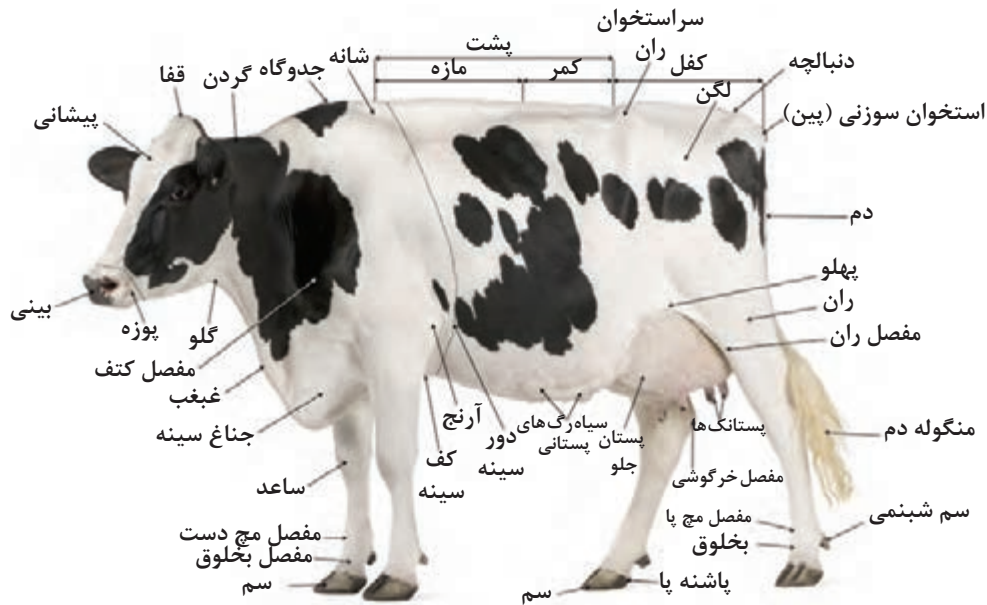 سراستخوان
ران
پشت
شانه
کفل
کمر
مازه
جدوگاه
گردن
قفا
دنبالچه
لگن
پیشانی
استخوان سوزنی (پین)
دم
پهلو
ران
مفصل ران
بینی
پوزه
گلو
مفصل کتف
غبغب
جناغ سینه
آرنج
کف
سینه
دور
سینه
سیاه‌رگ‌های
پستانی
پستان
جلو
پستانک‌ها
منگوله دم
مفصل خرگوشی
ساعد
سم شبنمی
مفصل مچ پا
بخلوق
مفصل مچ دست
مفصل بخلوق
سم
سم
پاشنه پا